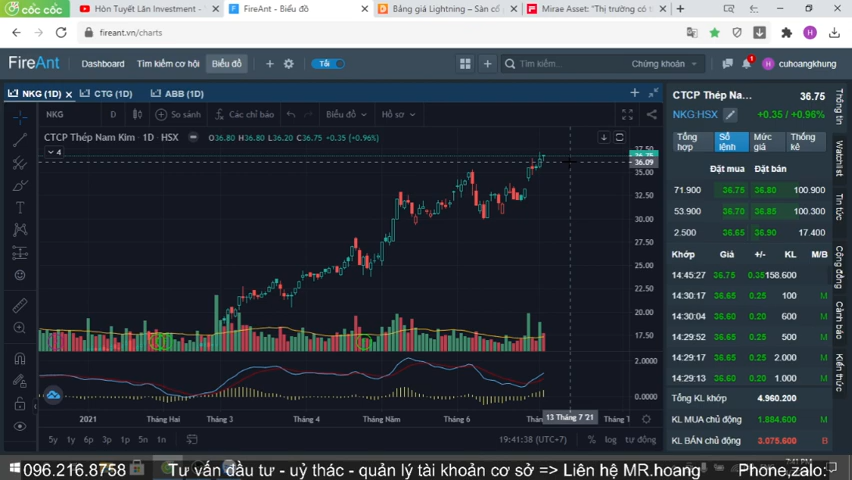 cốc cốc
Hòn Tuyết Lăn Investment -
FireAnt - Biểu đồ
Bảng giá Lightning – Sàn cổ
Mirae Asset: "Thị trường có t
fireant.vn/charts
FireAnt
Dashboard
Tìm kiếm cơ hội
Biểu đồ
Tối
Tìm kiếm...
Chứng khoán
cuhoangkhung
NKG (1D)
CTG (1D)
ABB (1D)
NKG
D
So sánh
Các chỉ báo
Biểu đồ
Hồ sơ
CTCP Thép Nam Kim · 1D · HSX
O36.80 H36.80 L36.20 C36.75 +0.35 (+0.96%)
4
37.50
36.75
36.09
35.00
32.50
30.00
27.50
25.00
22.50
20.00
17.50
2.0000
0.0000
2021
Tháng Hai
Tháng 3
Tháng 4
Tháng Năm
Tháng 6
13 Tháng 7 '21
5y 1y 6p 3p 1p 5n 1n
19:41:38 (UTC+7)
% log tự động
CTCP Thép Na...
36.75
NKG:HSX
+0.35 / +0.96%
Tổng hợp
Sổ lệnh
Mức giá
Thống kê
Đặt mua Đặt bán
71.900 36.75 36.80 100.900
53.900 36.70 36.85 100.300
2.500 36.65 36.90 17.400
Khớp Giá +/- KL M/B
14:45:27 36.75 0.35 158.600
14:30:17 36.65 0.25 100 M
14:30:04 36.65 0.25 600 M
14:29:52 36.65 0.25 500 M
14:29:17 36.65 0.25 2.000 M
14:29:13 36.60 0.20 1.000 M
Tổng KL khớp 4.960.200
KL MUA chủ động 1.884.600 M
KL BÁN chủ động 3.075.600 B
Thông tin
Watchlist
Tin tức
Cộng đồng
Cảnh báo
Kiến thức
096.216.8758 Tư vấn đầu tư - uỷ thác - quản lý tài khoản cơ sở => Liên hệ MR.hoang Phone,zalo: